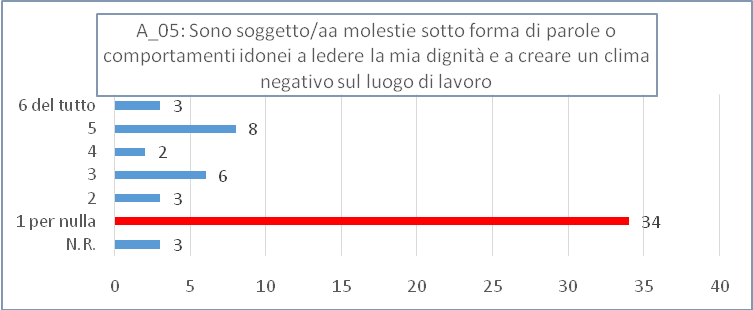 A_05: Sono soggetto/aa molestie sotto forma di parole o
comportamenti idonei a ledere la mia dignità e a creare un clima
negativo sul luogo di lavoro
6 del tutto 3
5 8
4 2
3 6
2 3
1 per nulla 34
N.R. 3
0 5 10 15 20 25 30 35 40